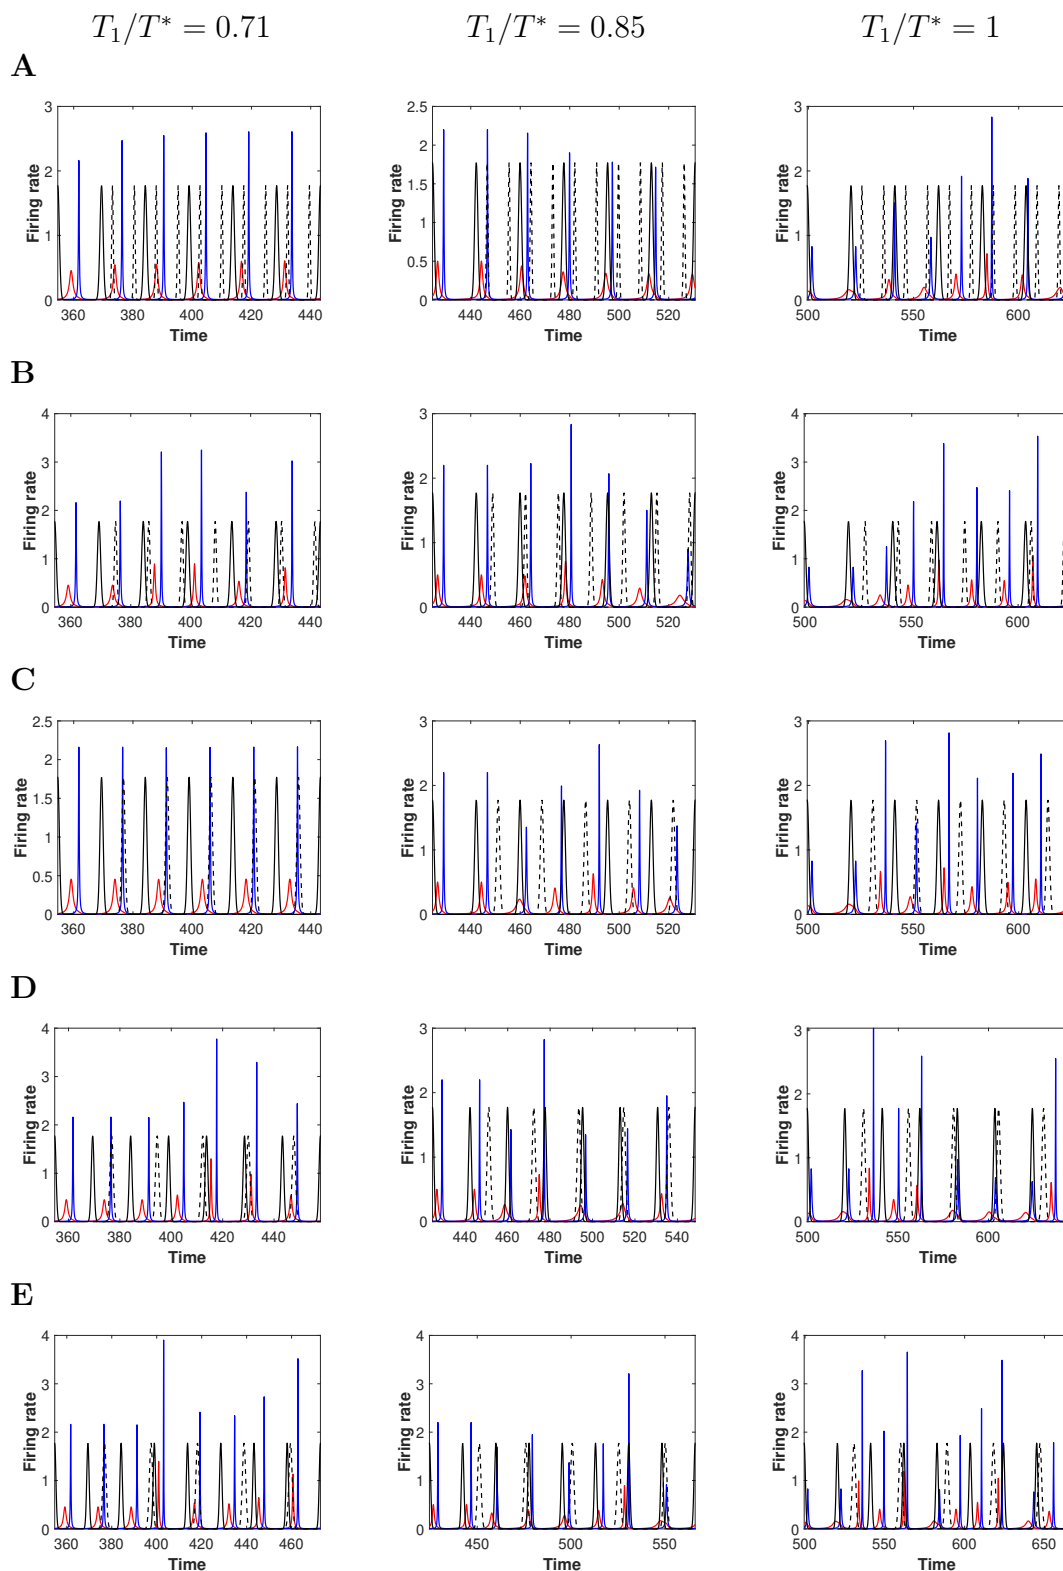 T₁/T* = 0.71 T₁/T* = 0.85 T₁/T* = 1
A
3 2 1 0 Firing rate 360 380 400 420 440 Time
2.5 2 1.5 1 0.5 0 Firing rate 440 460 480 500 520 Time
3 2 1 0 Firing rate 500 550 600 Time
B
4 3 2 1 0 Firing rate 360 380 400 420 440 Time
3 2 1 0 Firing rate 440 460 480 500 520 Time
4 3 2 1 0 Firing rate 500 550 600 Time
C
2.5 2 1.5 1 0.5 0 Firing rate 360 380 400 420 440 Time
3 2 1 0 Firing rate 440 460 480 500 520 Time
3 2 1 0 Firing rate 500 550 600 Time
D
4 3 2 1 0 Firing rate 360 380 400 420 440 Time
3 2 1 0 Firing rate 440 460 480 500 520 540 Time
3 2 1 0 Firing rate 500 550 600 Time
E
4 3 2 1 0 Firing rate 360 380 400 420 440 460 Time
4 3 2 1 0 Firing rate 450 500 550 Time
4 3 2 1 0 Firing rate 500 550 600 650 Time